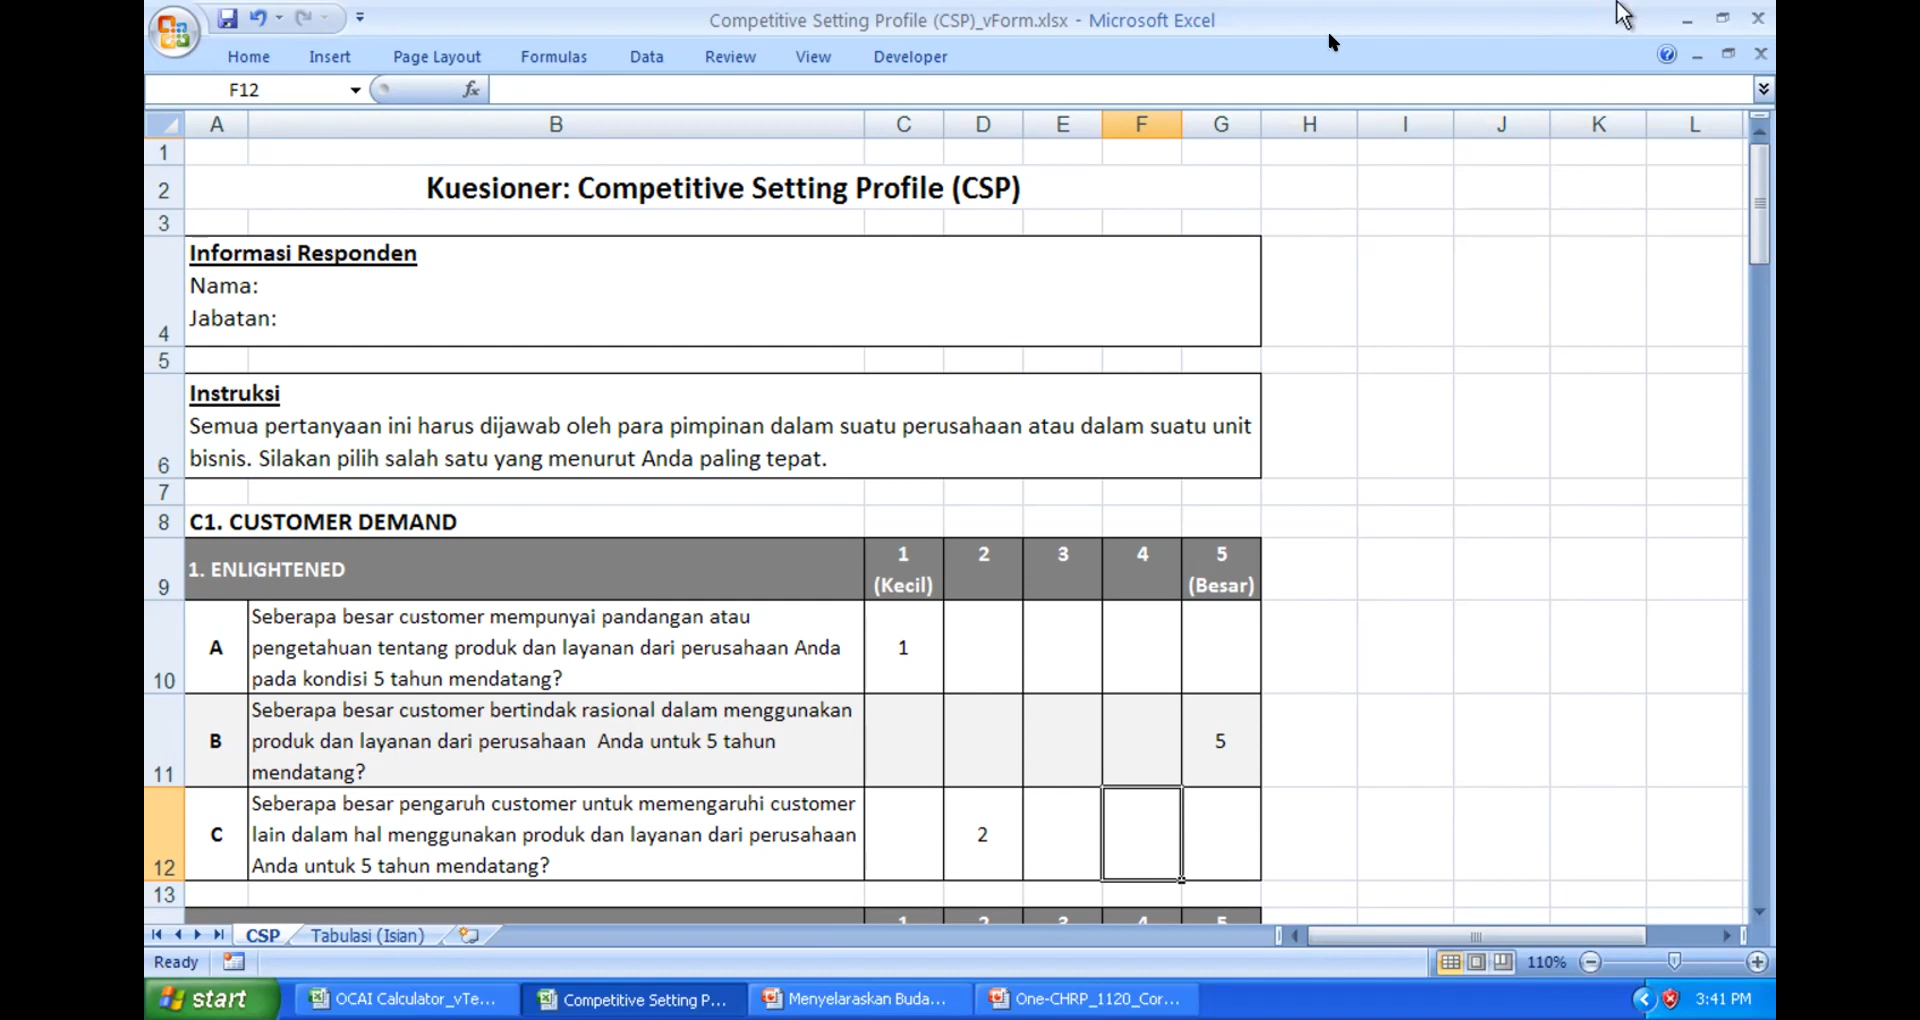 Competitive Setting Profile (CSP)_vForm.xlsx - Microsoft Excel
Home Insert Page Layout Formulas Data Review View Developer
F12 fx
A B C D E F G H I J K L
1
2 Kuesioner: Competitive Setting Profile (CSP)
3
Informasi Responden
Nama:
Jabatan:
4
5
Instruksi
Semua pertanyaan ini harus dijawab oleh para pimpinan dalam suatu perusahaan atau dalam suatu unit
6 bisnis. Silakan pilih salah satu yang menurut Anda paling tepat.
7
8 C1. CUSTOMER DEMAND
1 2 3 4 5
1. ENLIGHTENED
9 (Kecil) (Besar)
Seberapa besar customer mempunyai pandangan atau
A pengetahuan tentang produk dan layanan dari perusahaan Anda 1
10 pada kondisi 5 tahun mendatang?
Seberapa besar customer bertindak rasional dalam menggunakan
B produk dan layanan dari perusahaan Anda untuk 5 tahun 5
11 mendatang?
Seberapa besar pengaruh customer untuk memengaruhi customer
C lain dalam hal menggunakan produk dan layanan dari perusahaan 2
12 Anda untuk 5 tahun mendatang?
13
1 2 3 4 5
CSP Tabulasi (Isian)
Ready 110%
start OCAI Calculator_vTe... Competitive Setting P... Menyelaraskan Buda... One-CHRP_1120_Cor... 3:41 PM